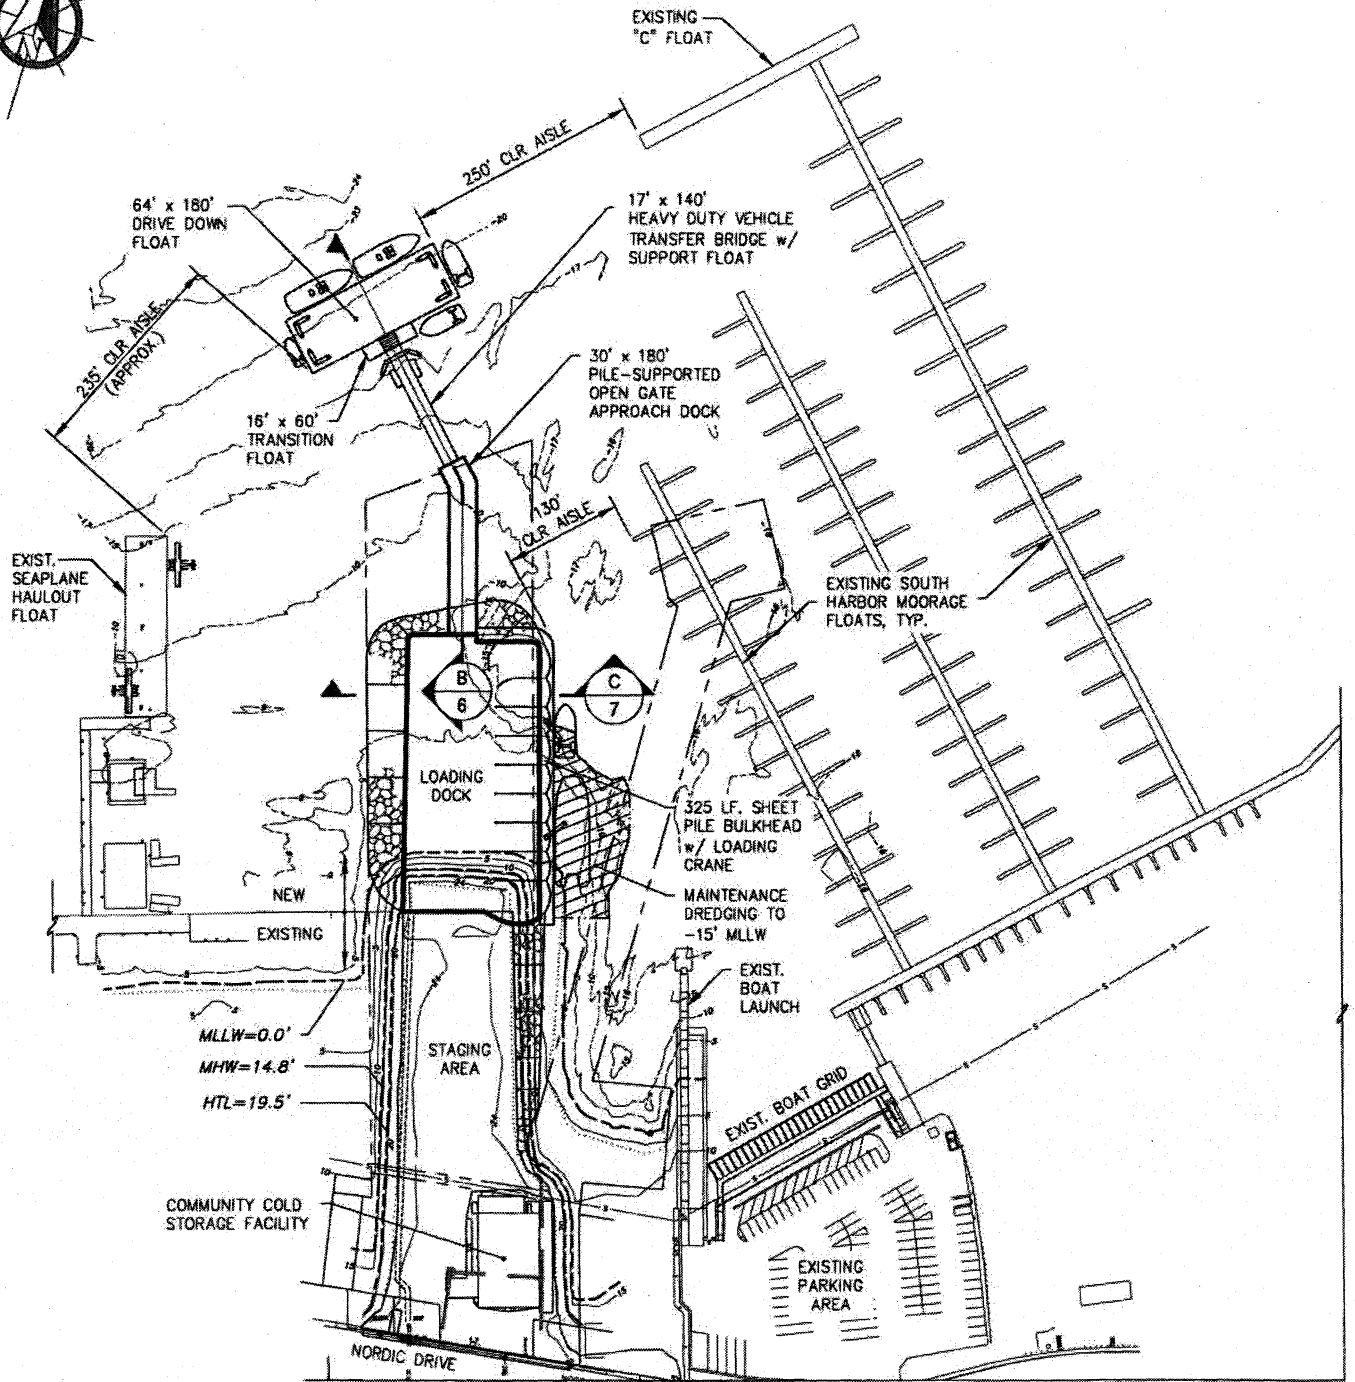 EXISTING
"C" FLOAT
250' CLR AISLE
64' x 180'
DRIVE DOWN
FLOAT
17' x 140'
HEAVY DUTY VEHICLE
TRANSFER BRIDGE w/
SUPPORT FLOAT
235' CLR AISLE
(APPROX.)
30' x 180'
PILE-SUPPORTED
OPEN GATE
APPROACH DOCK
16' x 60'
TRANSITION
FLOAT
130'
CLR AISLE
EXIST.
SEAPLANE
HAULOUT
FLOAT
EXISTING SOUTH
HARBOR MOORAGE
FLOATS, TYP.
B
6
C
7
LOADING
DOCK
325 LF. SHEET
PILE BULKHEAD
w/ LOADING
CRANE
NEW
EXISTING
MAINTENANCE
DREDGING TO
-15' MLLW
EXIST.
BOAT
LAUNCH
MLLW=0.0'
MHW=14.8'
HTL=19.5'
STAGING
AREA
EXIST. BOAT GRID
COMMUNITY COLD
STORAGE FACILITY
EXISTING
PARKING
AREA
NORDIC DRIVE